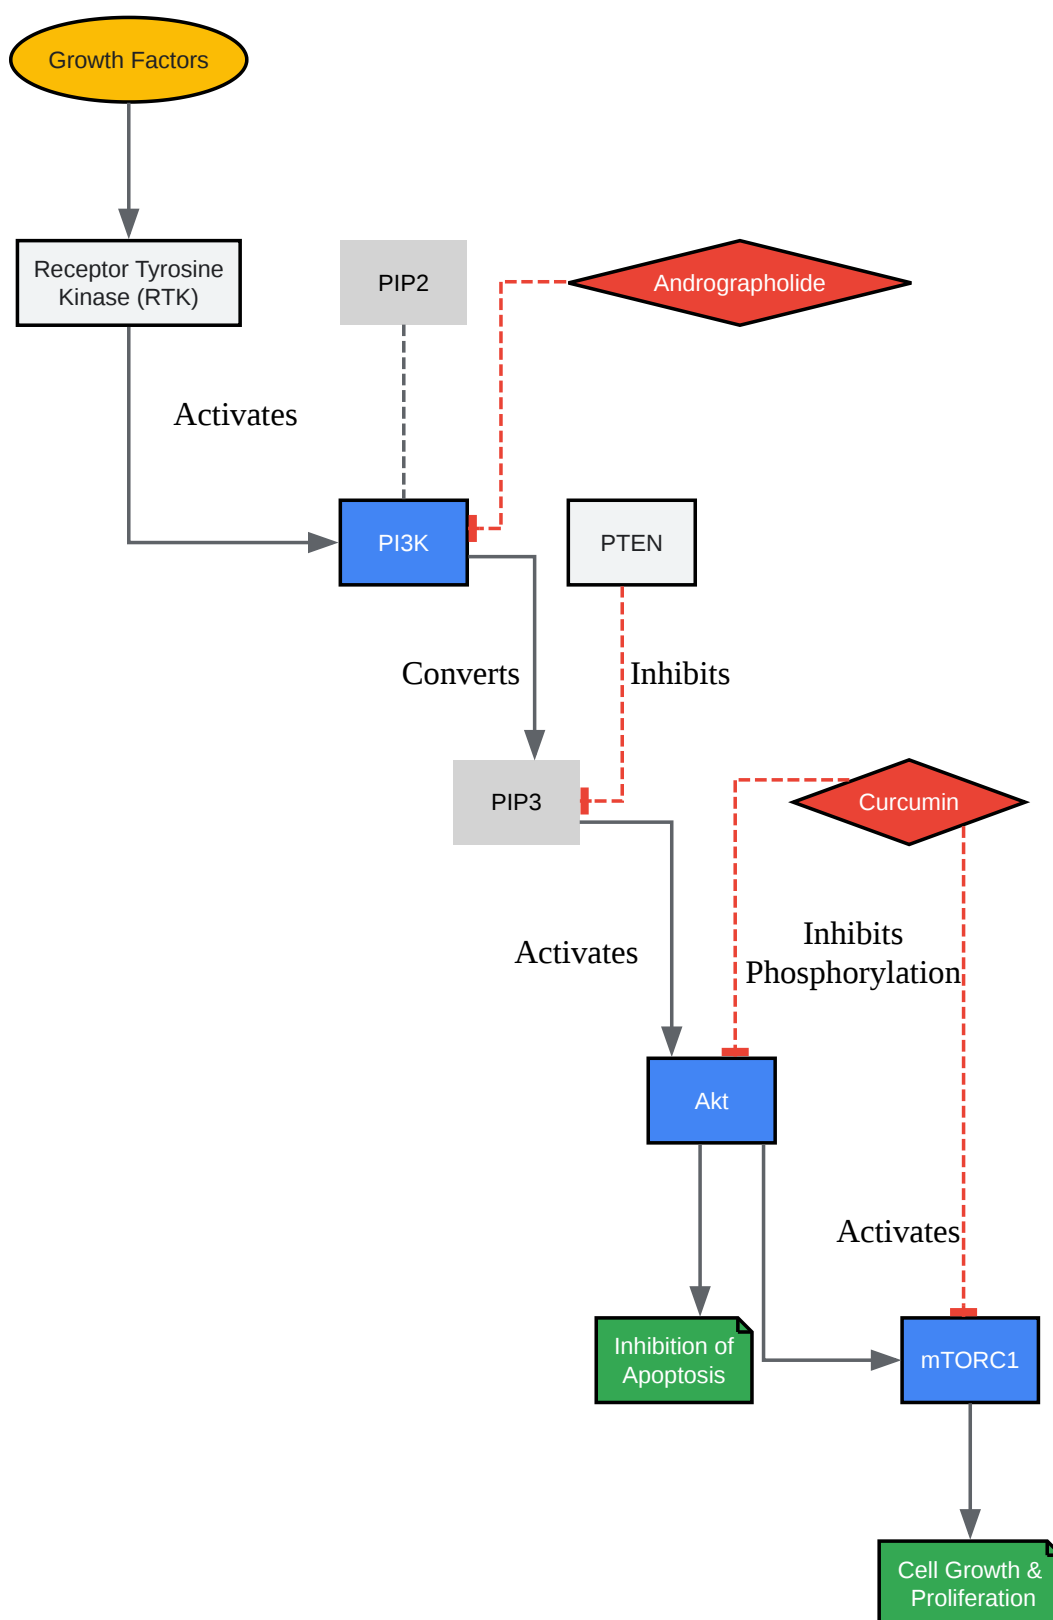 Growth Factors
Receptor Tyrosine
Kinase (RTK)
PIP2
Andrographolide
Activates
PI3K
PTEN
Converts
Inhibits
PIP3
Curcumin
Inhibits
Phosphorylation
Activates
Akt
Activates
Inhibition of
Apoptosis
mTORC1
Cell Growth &
Proliferation